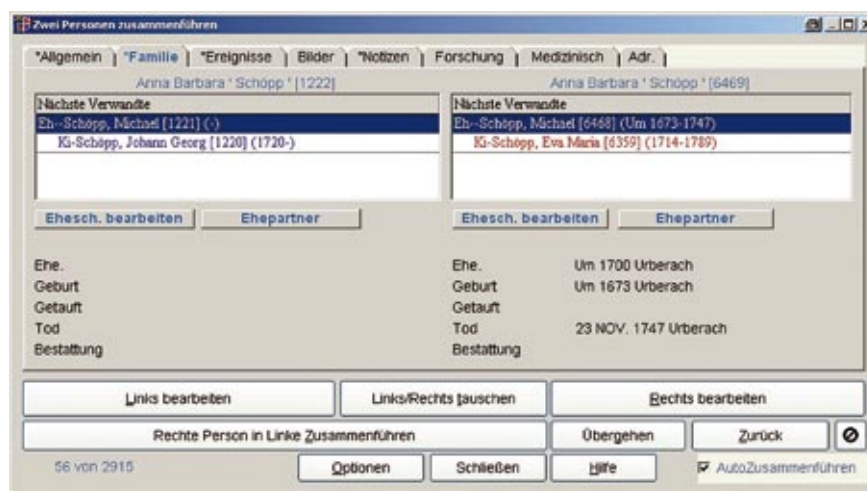 Zwei Personen zusammenführen
*Allgemein *Familie *Ereignisse Bilder *Notizen Forschung Medizinisch Adr.
Anna Barbara ' Schöpp ' [1222]
Nächste Verwandte
Eh--Schöpp, Michael [1221] (-)
Ki-Schöpp, Johann Georg [1220] (1720-)
Ehesch. bearbeiten Ehepartner
Ehe.
Geburt
Getauft
Tod
Bestattung
Anna Barbara ' Schöpp ' [6469]
Nächste Verwandte
Eh--Schöpp, Michael [6468] (Um 1673-1747)
Ki-Schöpp, Eva Maria [6359] (1714-1789)
Ehesch. bearbeiten Ehepartner
Ehe. Um 1700 Urberach
Geburt Um 1673 Urberach
Getauft
Tod 23 NOV. 1747 Urberach
Bestattung
Links bearbeiten Links/Rechts tauschen Rechts bearbeiten
Rechte Person in Linke Zusammenführen Übergehen Zurück
56 von 2915 Optionen Schließen Hilfe AutoZusammenführen